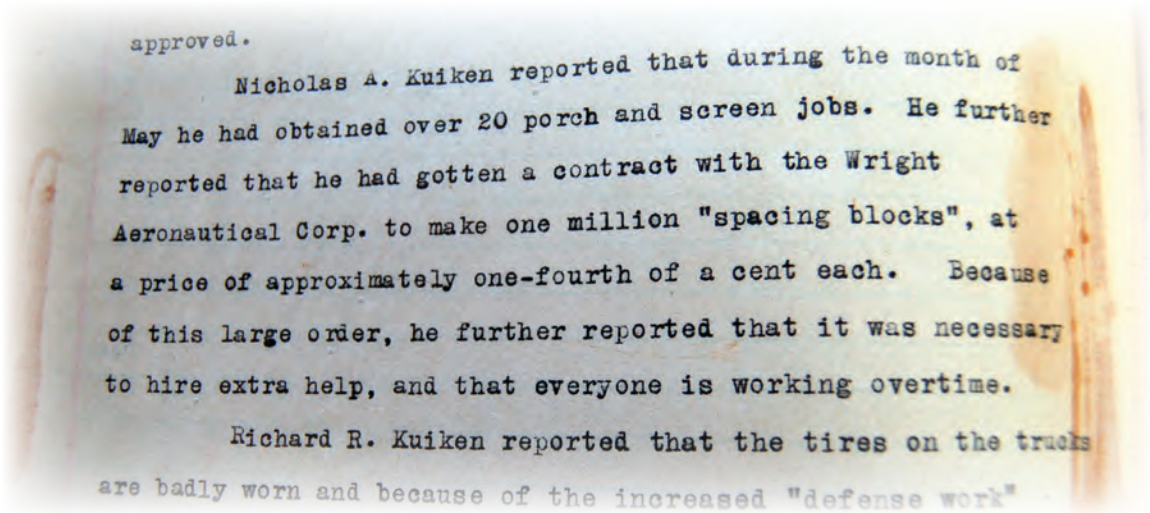 approved.
Nicholas A. Kuiken reported that during the month of
May he had obtained over 20 porch and screen jobs. He further
reported that he had gotten a contract with the Wright
Aeronautical Corp. to make one million "spacing blocks", at
a price of approximately one-fourth of a cent each. Because
of this large order, he further reported that it was necessary
to hire extra help, and that everyone is working overtime.
Richard R. Kuiken reported that the tires on the trucks
are badly worn and because of the increased "defense work"